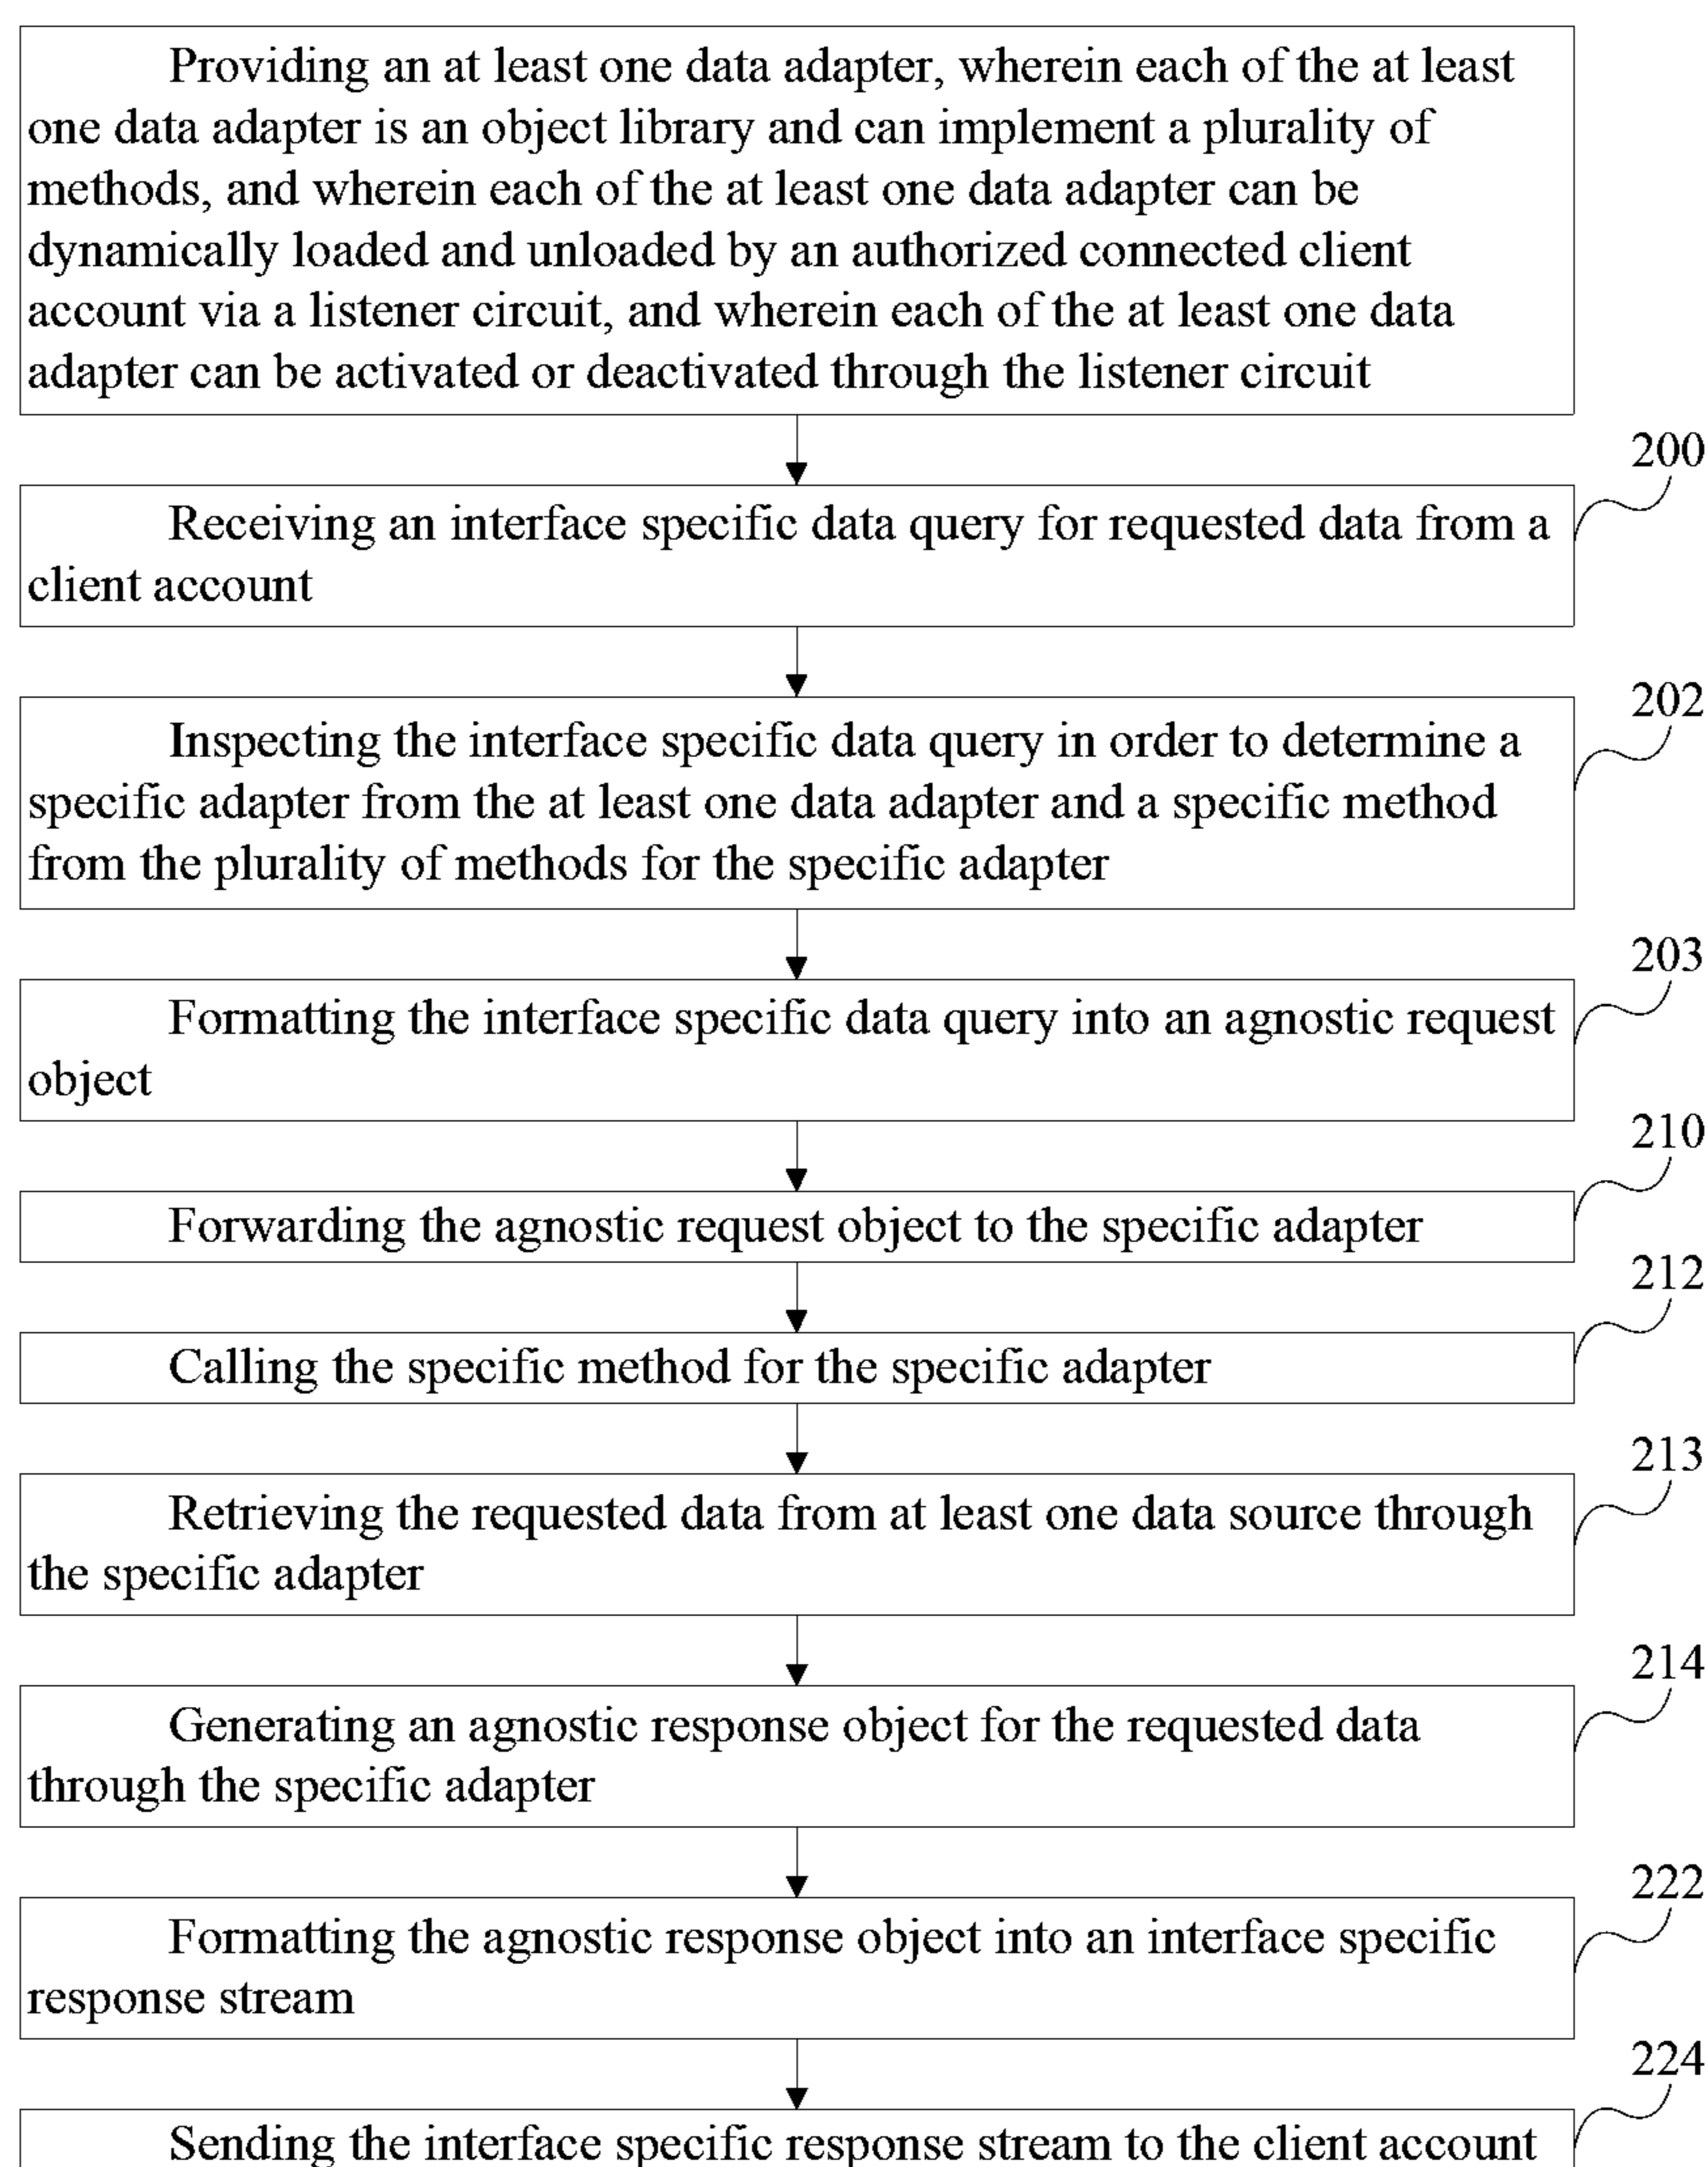 Providing an at least one data adapter, wherein each of the at least
one data adapter is an object library and can implement a plurality of
methods, and wherein each of the at least one data adapter can be
dynamically loaded and unloaded by an authorized connected client
account via a listener circuit, and wherein each of the at least one data
adapter can be activated or deactivated through the listener circuit
200
Receiving an interface specific data query for requested data from a
client account
202
Inspecting the interface specific data query in order to determine a
specific adapter from the at least one data adapter and a specific method
from the plurality of methods for the specific adapter
203
Formatting the interface specific data query into an agnostic request
object
210
Forwarding the agnostic request object to the specific adapter
212
Calling the specific method for the specific adapter
213
Retrieving the requested data from at least one data source through
the specific adapter
214
Generating an agnostic response object for the requested data
through the specific adapter
222
Formatting the agnostic response object into an interface specific
response stream
224
Sending the interface specific response stream to the client account